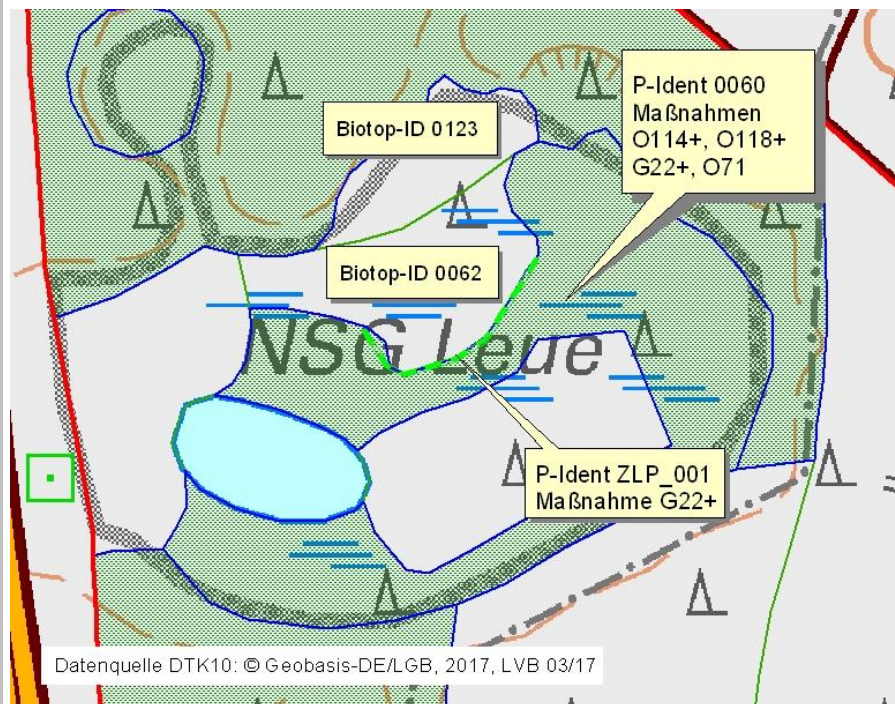 P-Ident 0060
Maßnahmen
O114+, O118+
G22+, O71
Biotop-ID 0123
Biotop-ID 0062
NSG Leue
P-Ident ZLP_001
Maßnahme G22+
Datenquelle DTK10: © Geobasis-DE/LGB, 2017, LVB 03/17